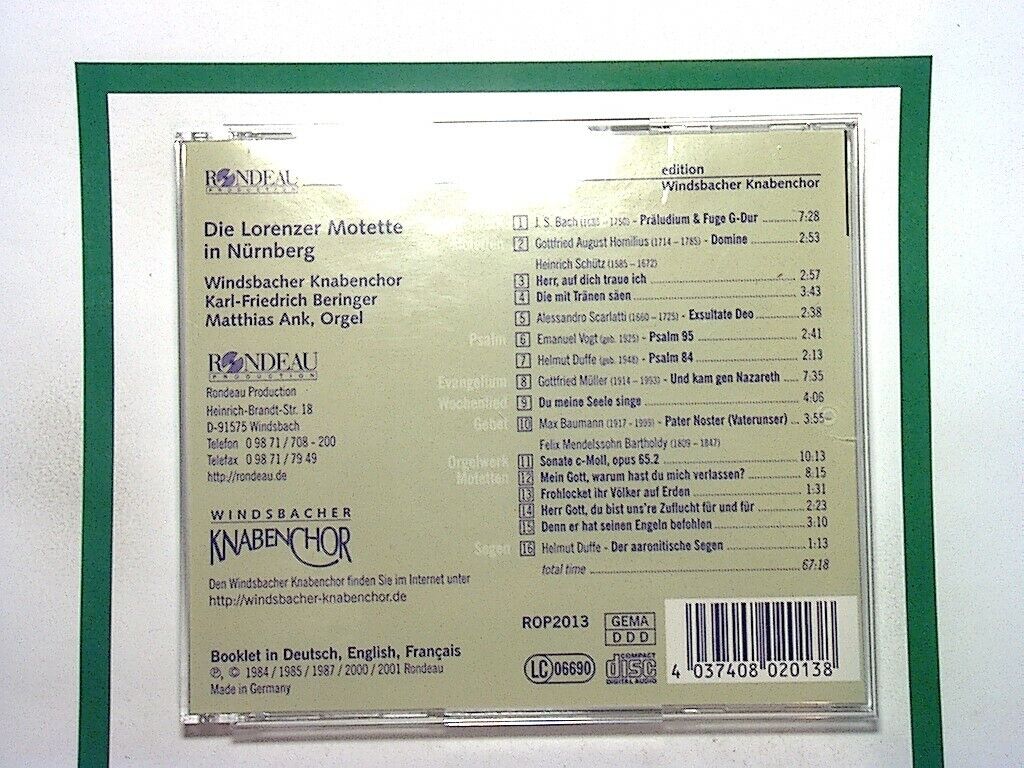 RONDEAU
PRODUCTION
edition
Windsbacher Knabenchor
Die Lorenzer Motette
in Nürnberg
Windsbacher Knabenchor
Karl-Friedrich Beringer
Matthias Ank, Orgel
RONDEAU
PRODUCTION
Rondeau Production
Heinrich-Brandt-Str. 18
D-91575 Windsbach
Telefon 0 98 71 / 708 - 200
Telefax 0 98 71 / 79 49
http://rondeau.de
WINDSBACHER
KNABENCHOR
Den Windsbacher Knabenchor finden Sie im Internet unter
http://windsbacher-knabenchor.de
Booklet in Deutsch, English, Français
℗, © 1984 / 1985 / 1987 / 2000 / 2001 Rondeau
Made in Germany
1 J. S. Bach (1685 – 1750) - Präludium & Fuge G-Dur 7:28
2 Gottfried August Homilius (1714 – 1785) - Domine 2:53
Heinrich Schütz (1585 – 1672)
3 Herr, auf dich traue ich 2:57
4 Die mit Tränen säen 3:43
5 Alessandro Scarlatti (1660 – 1725) - Exsultate Deo 2:38
Psalm 6 Emanuel Vogt (geb. 1925) - Psalm 95 2:41
7 Helmut Duffe (geb. 1948) - Psalm 84 2:13
Evangelium 8 Gottfried Müller (1914 – 1993) - Und kam gen Nazareth 7:35
Wochenlied 9 Du meine Seele singe 4:06
Gebet 10 Max Baumann (1917 – 1999) - Pater Noster (Vaterunser) 3:55
Felix Mendelssohn Bartholdy (1809 – 1847)
Orgelwerk 11 Sonate c-Moll, opus 65.2 10:13
Motetten 12 Mein Gott, warum hast du mich verlassen? 8:15
13 Frohlocket ihr Völker auf Erden 1:31
14 Herr Gott, du bist uns're Zuflucht für und für 2:23
15 Denn er hat seinen Engeln befohlen 3:10
Segen 16 Helmut Duffe - Der aaronitische Segen 1:13
total time 67:18
ROP2013
GEMA
DDD
LC 06690
COMPACT
disc
DIGITAL AUDIO
4 037408 020138